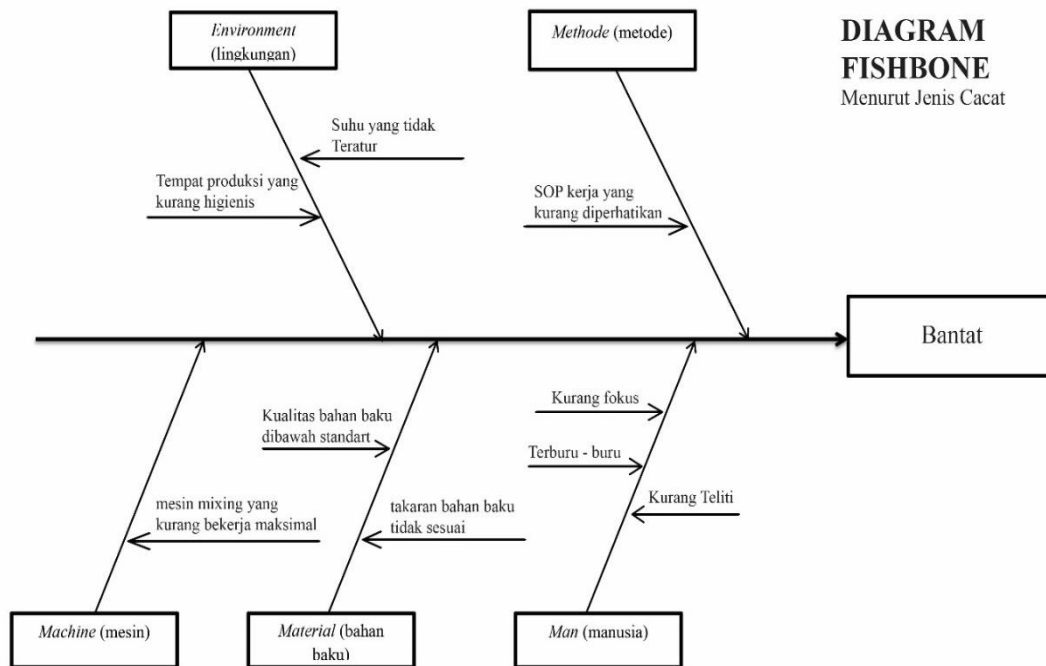 Environment
(lingkungan)
Methode (metode)
DIAGRAM
FISHBONE
Menurut Jenis Cacat
Suhu yang tidak
Teratur
Tempat produksi yang
kurang higienis
SOP kerja yang
kurang diperhatikan
Bantat
Kurang fokus
Kualitas bahan baku
dibawah standart
Terburu - buru
Kurang Teliti
mesin mixing yang
kurang bekerja maksimal
takaran bahan baku
tidak sesuai
Machine (mesin)
Material (bahan
baku)
Man (manusia)